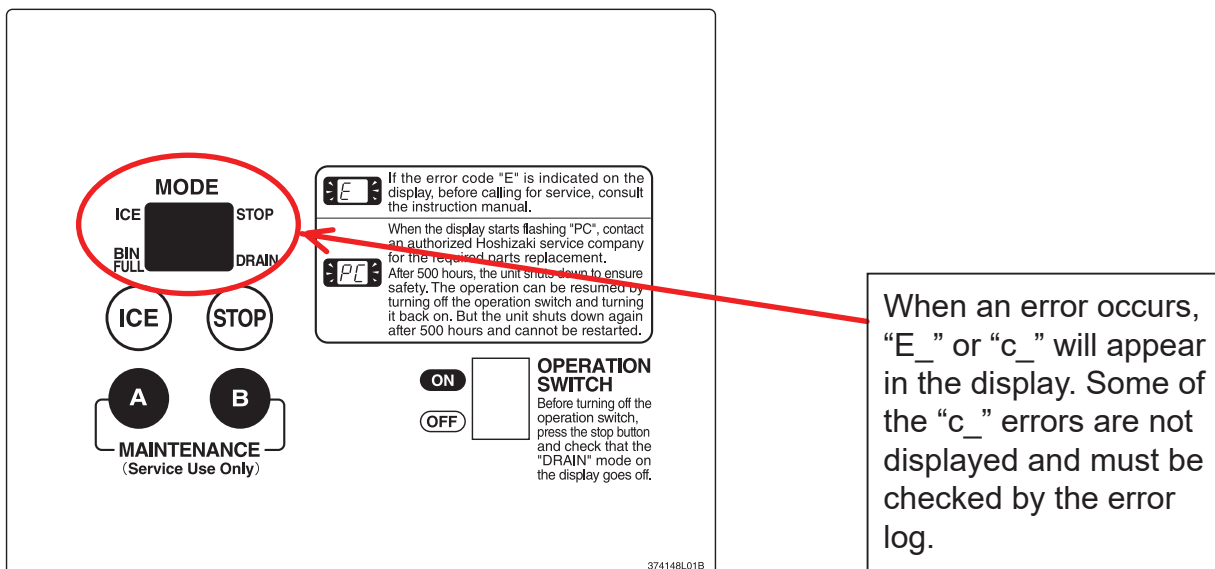 MODE
ICE
STOP
BIN
FULL
DRAIN
ICE
STOP
A
B
MAINTENANCE
(Service Use Only)
E
If the error code "E" is indicated on the
display, before calling for service, consult
the instruction manual.
PC
When the display starts flashing "PC", contact
an authorized Hoshizaki service company
for the required parts replacement.
After 500 hours, the unit shuts down to ensure
safety. The operation can be resumed by
turning off the operation switch and turning
it back on. But the unit shuts down again
after 500 hours and cannot be restarted.
ON
OFF
OPERATION
SWITCH
Before turning off the
operation switch,
press the stop button
and check that the
"DRAIN" mode on
the display goes off.
374148L01B
When an error occurs,
“E_” or “c_” will appear
in the display. Some of
the “c_” errors are not
displayed and must be
checked by the error
log.